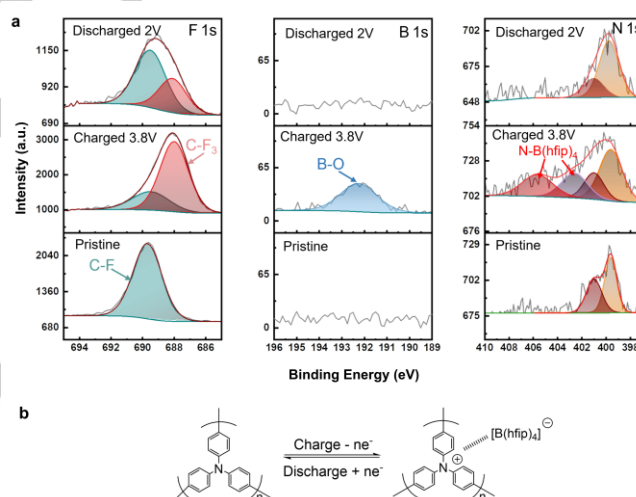 a
Discharged 2V
F 1s
1150
920
690
Charged 3.8V
C-F3
3000
2000
1000
Pristine
C-F
2040
1360
680
694 692 690 688 686
Intensity (a.u.)
Discharged 2V
B 1s
65
0
Charged 3.8V
B-O
65
0
Pristine
65
0
196 195 194 193 192 191 190 189
Discharged 2V
N 1s
702
675
648
754
Charged 3.8V
N-B(hfip)4
728
702
676
Pristine
729
702
675
410 408 406 404 402 400 398
Binding Energy (eV)
b
N
n
Charge - ne-
Discharge + ne-
N
+
n
[B(hfip)4]
−